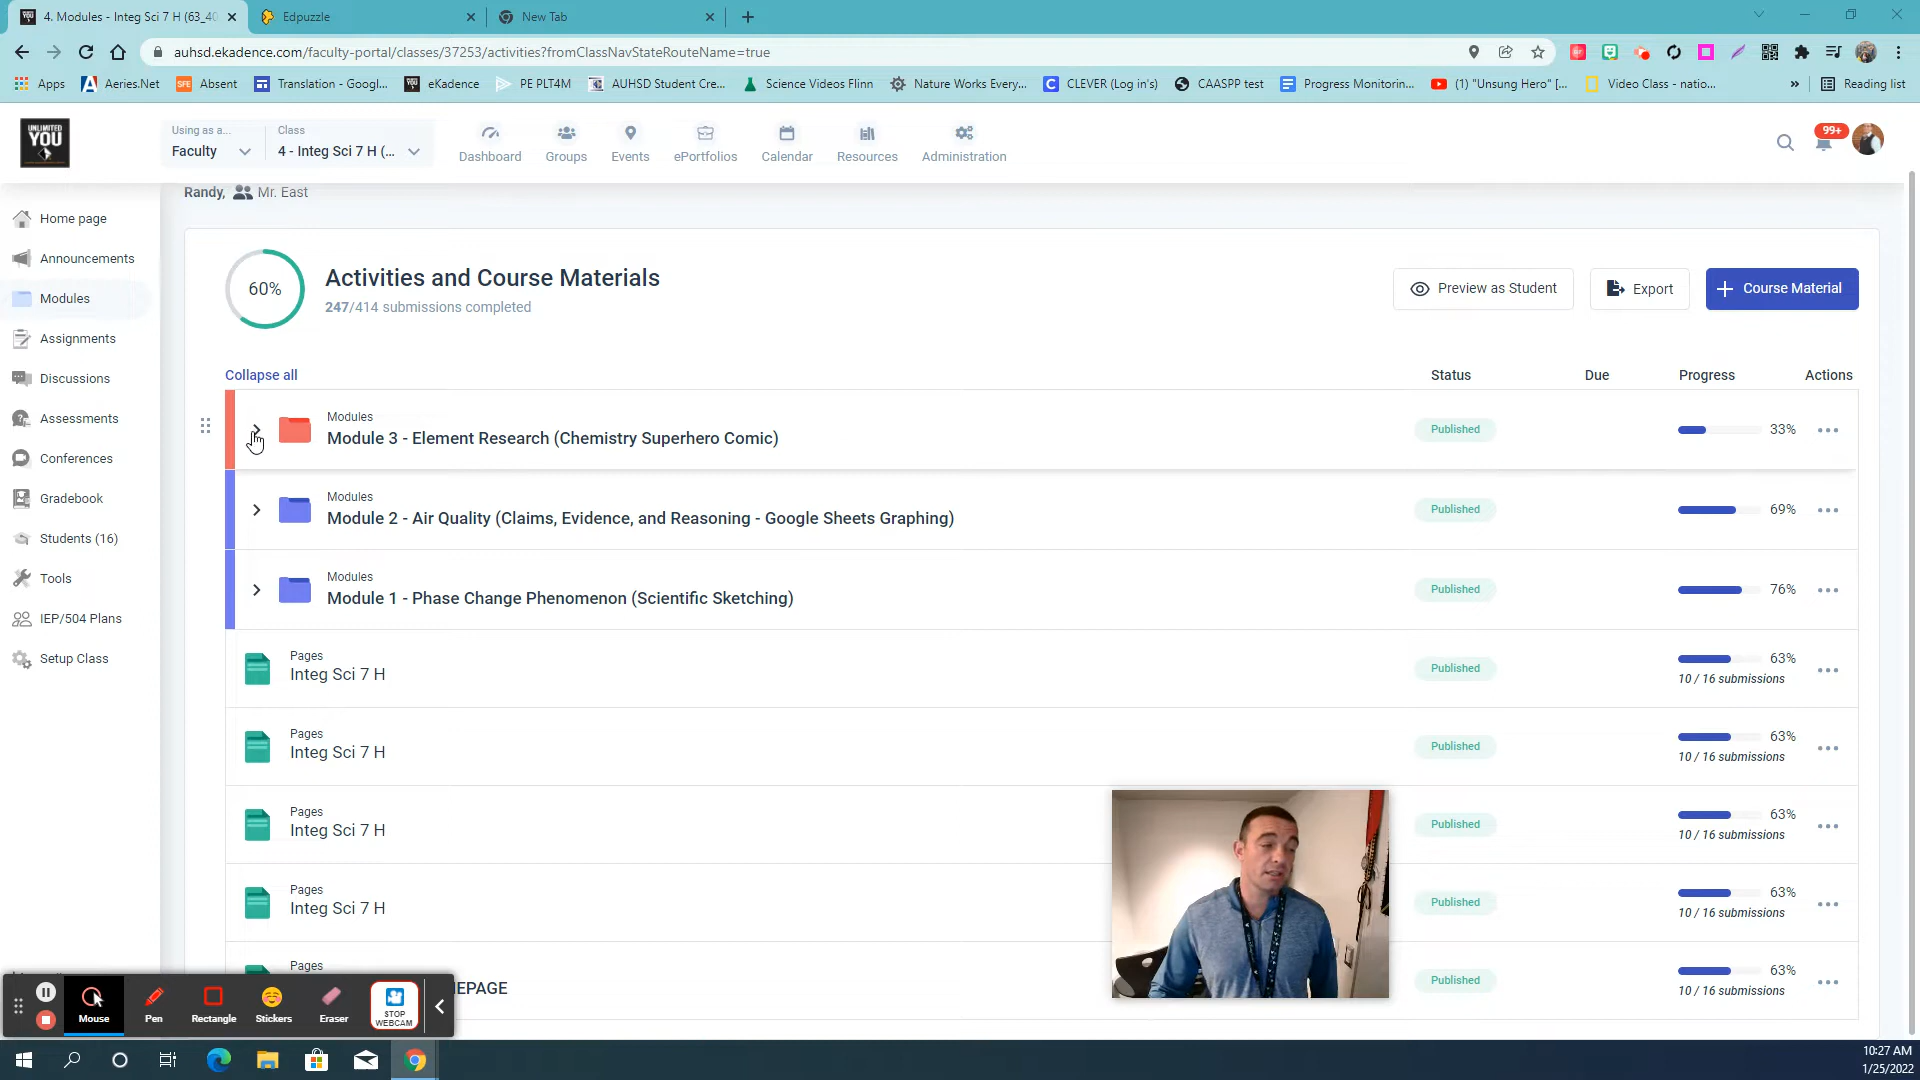 4. Modules - Integ Sci 7 H (63_40
Edpuzzle
New Tab
auhsd.ekadence.com/faculty-portal/classes/37253/activities?fromClassNavStateRouteName=true
Apps
Aeries.Net
SFE
Absent
Translation - Googl...
eKadence
PE PLT4M
AUHSD Student Cre...
Science Videos Flinn
Nature Works Every...
CLEVER (Log in's)
CAASPP test
Progress Monitorin...
(1) "Unsung Hero" [...
Video Class - natio...
»
Reading list
UNLIMITED
YOU
Using as a...
Faculty
Class
4 - Integ Sci 7 H (...
Dashboard
Groups
Events
ePortfolios
Calendar
Resources
Administration
99+
Randy,
Mr. East
Home page
Announcements
Modules
Assignments
Discussions
Assessments
Conferences
Gradebook
Students (16)
Tools
IEP/504 Plans
Setup Class
60%
Activities and Course Materials
247/414 submissions completed
Preview as Student
Export
Course Material
Collapse all
Status
Due
Progress
Actions
Modules
Module 3 - Element Research (Chemistry Superhero Comic)
Published
33%
Modules
Module 2 - Air Quality (Claims, Evidence, and Reasoning - Google Sheets Graphing)
Published
69%
Modules
Module 1 - Phase Change Phenomenon (Scientific Sketching)
Published
76%
Pages
Integ Sci 7 H
Published
63%
10 / 16 submissions
Pages
Integ Sci 7 H
Published
63%
10 / 16 submissions
Pages
Integ Sci 7 H
Published
63%
10 / 16 submissions
Pages
Integ Sci 7 H
Published
63%
10 / 16 submissions
Pages
EPAGE
Published
63%
10 / 16 submissions
Mouse
Pen
Rectangle
Stickers
Eraser
STOP
WEBCAM
10:27 AM
1/25/2022